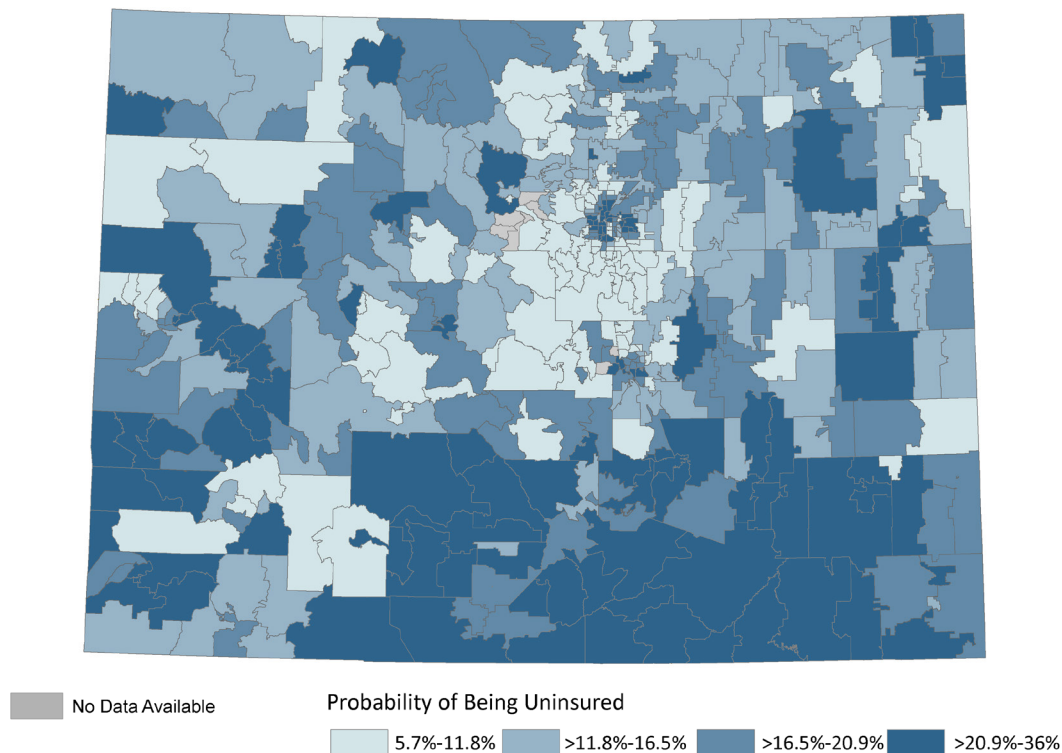 Probability of Being Uninsured
No Data Available
5.7%-11.8%
>11.8%-16.5%
>16.5%-20.9%
>20.9%-36%